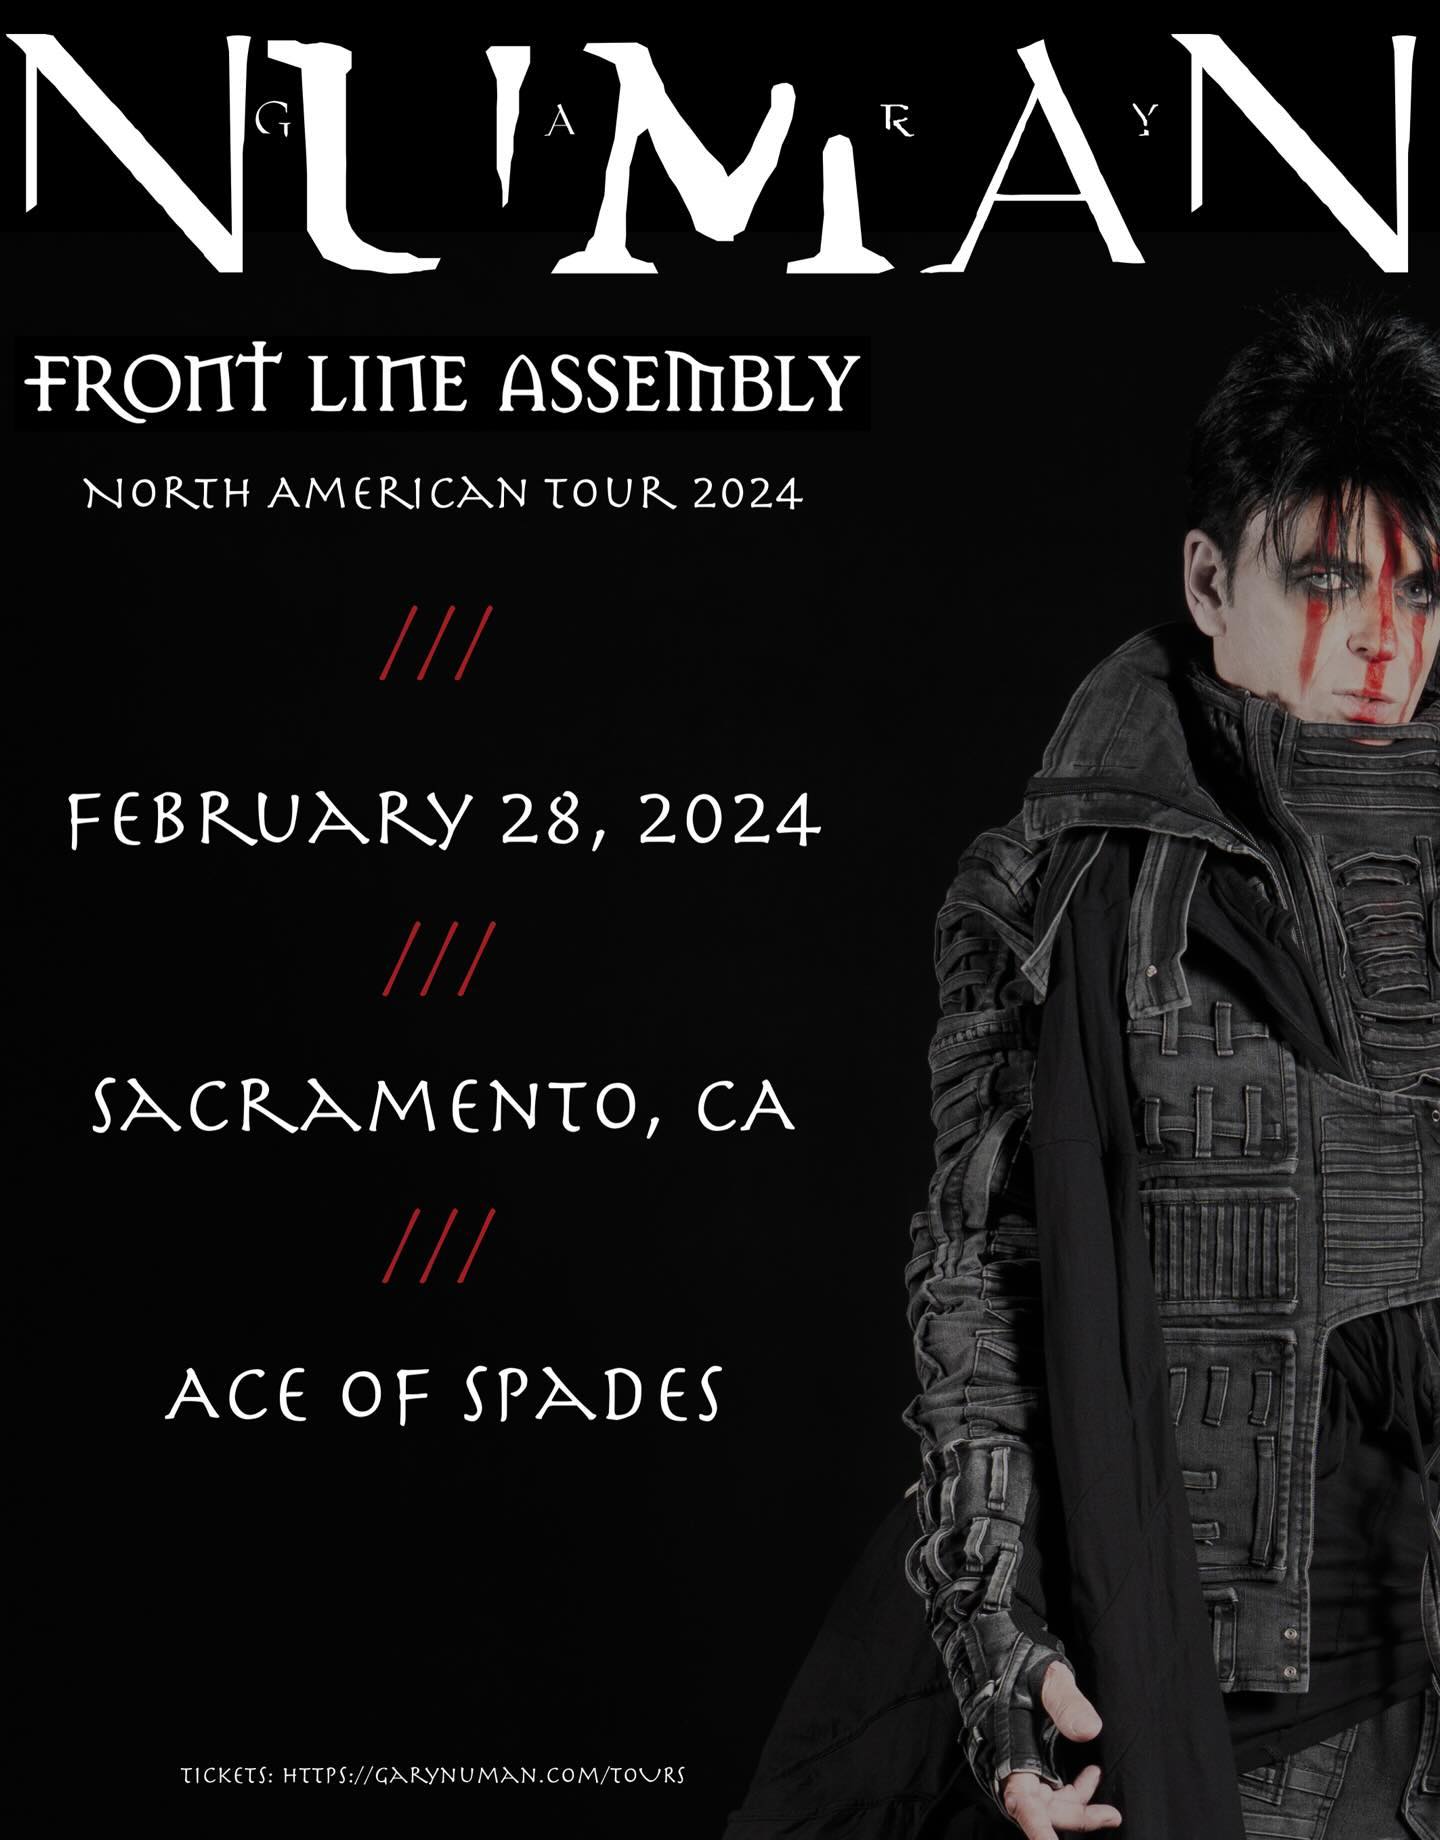 NUMAN
GARY
FRONT LINE ASSEMBLY
NORTH AMERICAN TOUR 2024
///
FEBRUARY 28, 2024
///
SACRAMENTO, CA
///
ACE OF SPADES
TICKETS: HTTPS://GARYNUMAN.COM/TOURS